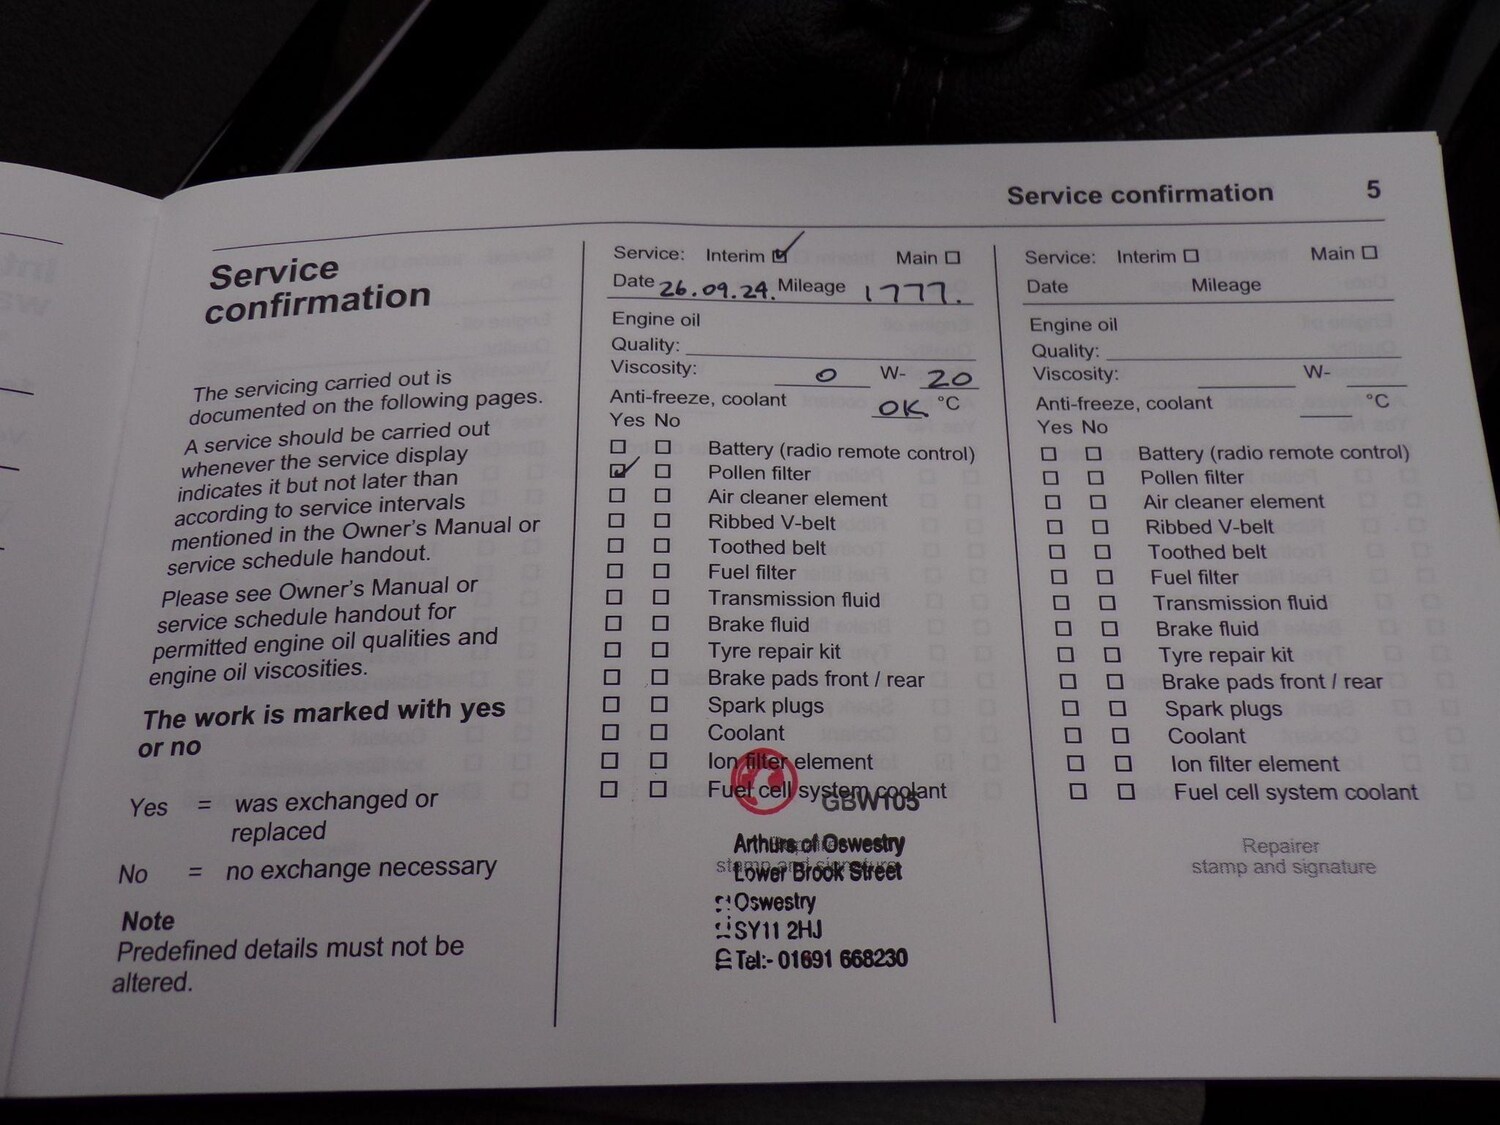 Service confirmation 5
Service
confirmation
The servicing carried out is
documented on the following pages.
A service should be carried out
whenever the service display
indicates it but not later than
according to service intervals
mentioned in the Owner's Manual or
service schedule handout.
Please see Owner's Manual or
service schedule handout for
permitted engine oil qualities and
engine oil viscosities.
The work is marked with yes
or no
Yes = was exchanged or
replaced
No = no exchange necessary
Note
Predefined details must not be
altered.
Service: Interim Main
Date 26.09.24. Mileage 1777.
Engine oil
Quality:
Viscosity: 0 W- 20
Anti-freeze, coolant OK °C
Yes No
Battery (radio remote control)
Pollen filter
Air cleaner element
Ribbed V-belt
Toothed belt
Fuel filter
Transmission fluid
Brake fluid
Tyre repair kit
Brake pads front / rear
Spark plugs
Coolant
Ion filter element
Fuel cell system coolant
GBW105
Repairer
stamp and signature
Arthurs of Oswestry
Lower Brook Street
Oswestry
SY11 2HJ
Tel:- 01691 668230
Service: Interim Main
Date Mileage
Engine oil
Quality:
Viscosity: W-
Anti-freeze, coolant °C
Yes No
Battery (radio remote control)
Pollen filter
Air cleaner element
Ribbed V-belt
Toothed belt
Fuel filter
Transmission fluid
Brake fluid
Tyre repair kit
Brake pads front / rear
Spark plugs
Coolant
Ion filter element
Fuel cell system coolant
Repairer
stamp and signature